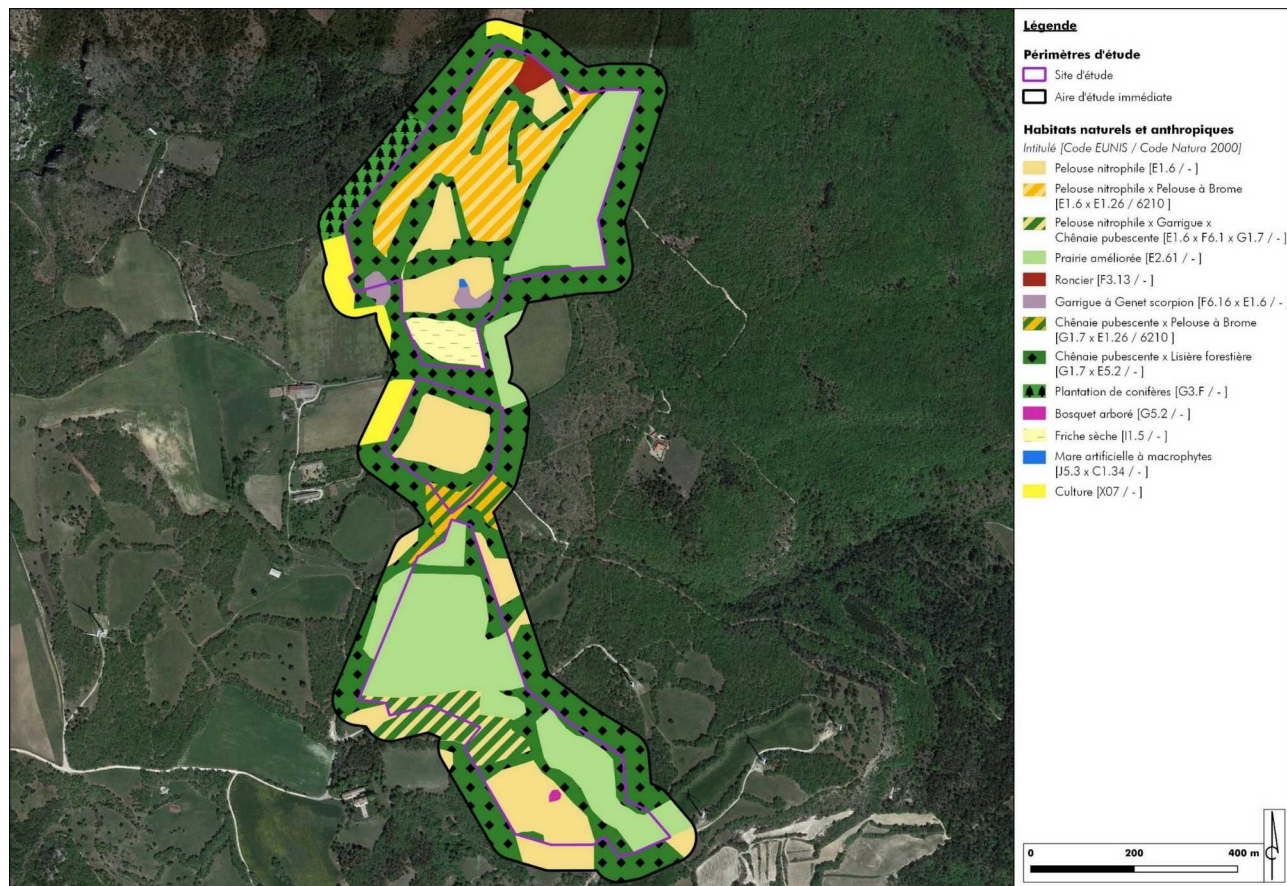 Légende
Périmètres d'étude
Site d'étude
Aire d'étude immédiate
Habitats naturels et anthropiques
Intitulé [Code EUNIS / Code Natura 2000]
Pelouse nitrophile [E1.6 / - ]
Pelouse nitrophile x Pelouse à Brome
[E1.6 x E1.26 / 6210 ]
Pelouse nitrophile x Garrigue x
Chênaie pubescente [E1.6 x F6.1 x G1.7 / - ]
Prairie améliorée [E2.61 / - ]
Roncier [F3.13 / - ]
Garrigue à Genet scorpion [F6.16 x E1.6 / -
Chênaie pubescente x Pelouse à Brome
[G1.7 x E1.26 / 6210 ]
Chênaie pubescente x Lisière forestière
[G1.7 x E5.2 / - ]
Plantation de conifères [G3.F / - ]
Bosquet arboré [G5.2 / - ]
Friche sèche [I1.5 / - ]
Mare artificielle à macrophytes
[J5.3 x C1.34 / - ]
Culture [X07 / - ]
0 200 400 m